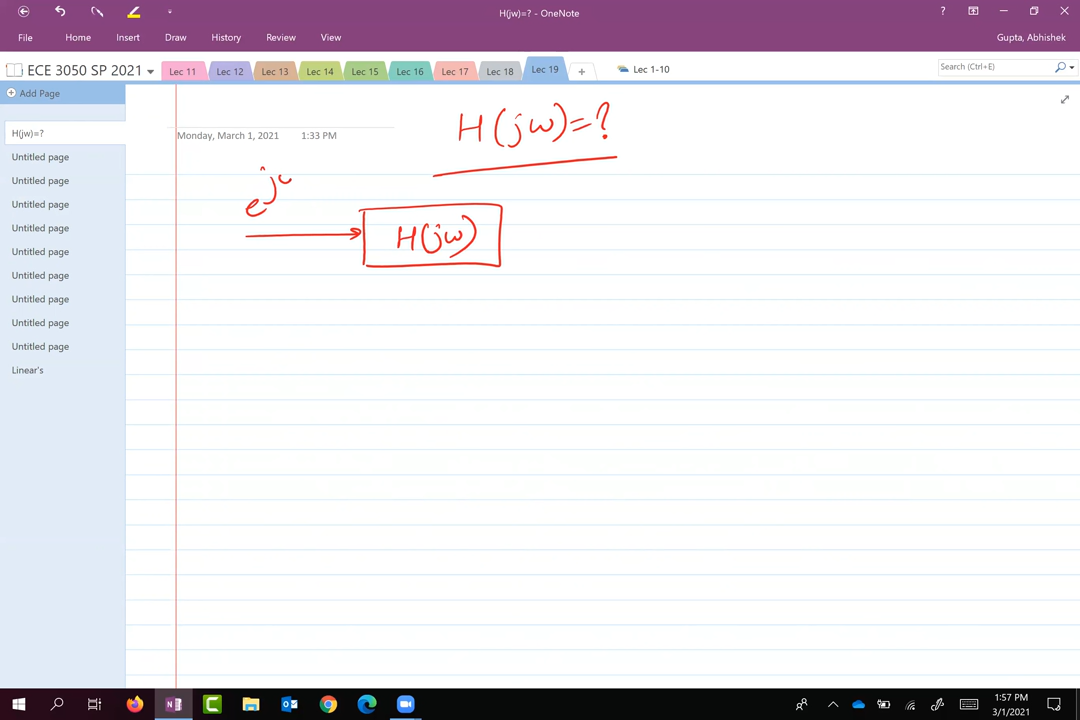 H(jw)=? - OneNote
?
File Home Insert Draw History Review View
Gupta, Abhishek
ECE 3050 SP 2021
Lec 11 Lec 12 Lec 13 Lec 14 Lec 15 Lec 16 Lec 17 Lec 18 Lec 19 + Lec 1-10
Search (Ctrl+E)
Add Page
H(jw)=?
Untitled page
Untitled page
Untitled page
Untitled page
Untitled page
Untitled page
Untitled page
Untitled page
Untitled page
Linear's
Monday, March 1, 2021 1:33 PM
H(jw)=?
e^j
H(jw)
1:57 PM
3/1/2021